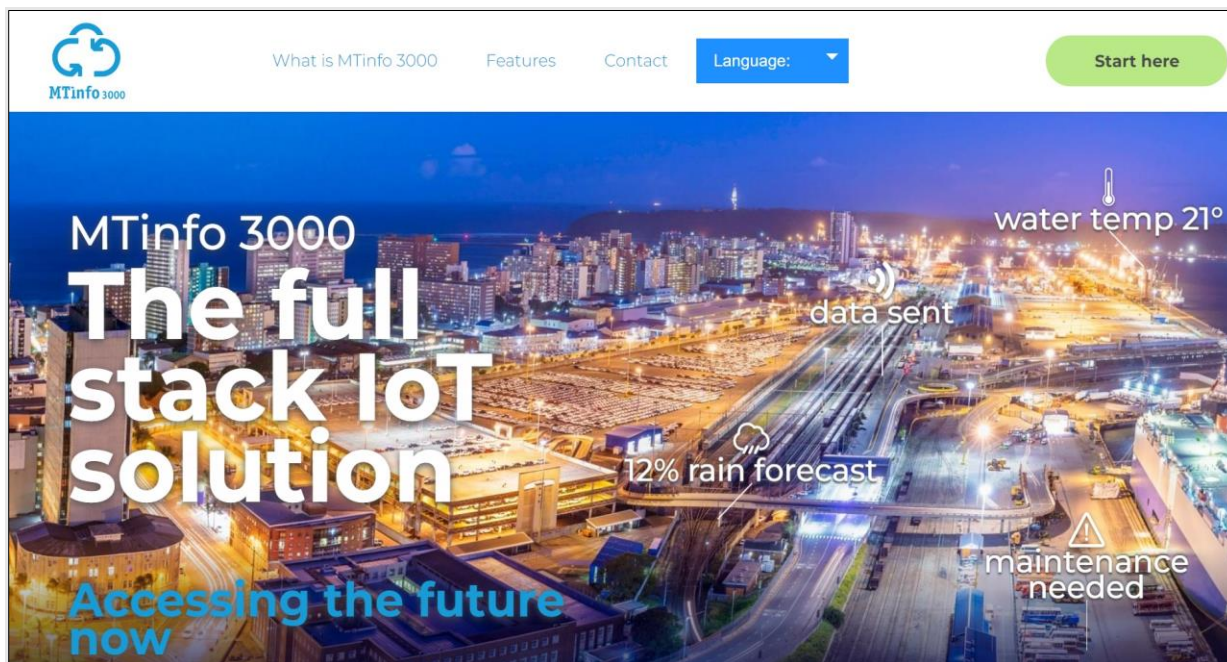 What is MTinfo 3000
Features
Contact
Language:
Start here
MTinfo 3000
water temp 21°
MTinfo 3000
data sent
The full
stack IoT
solution
12% rain forecast
maintenance
needed
Accessing the future
now